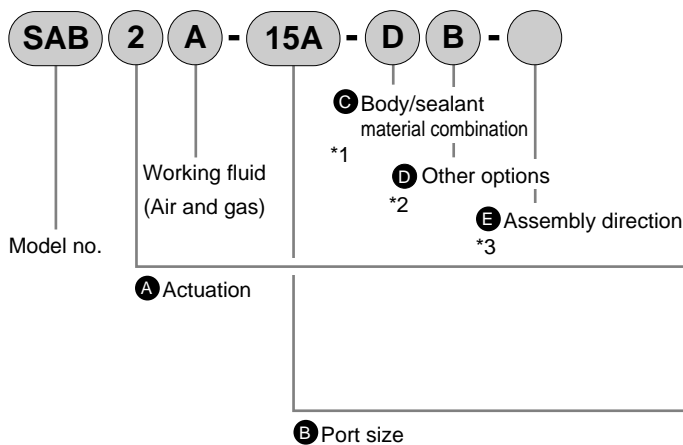 SAB 2 A - 15A - D B -
C Body/sealant
material combination
*1
Working fluid
(Air and gas)
D Other options
*2
E Assembly direction
*3
Model no.
A Actuation
B Port size